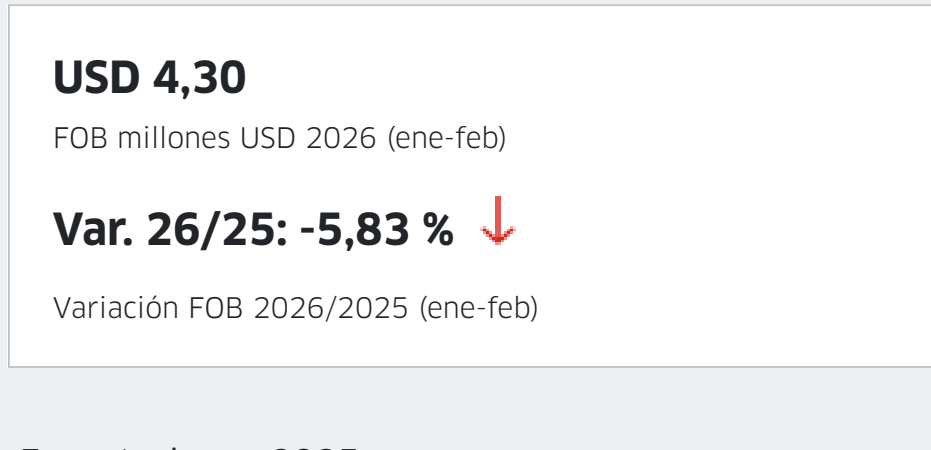 USD 4,30
FOB millones USD 2026 (ene-feb)
Var. 26/25: -5,83 %
Variación FOB 2026/2025 (ene-feb)